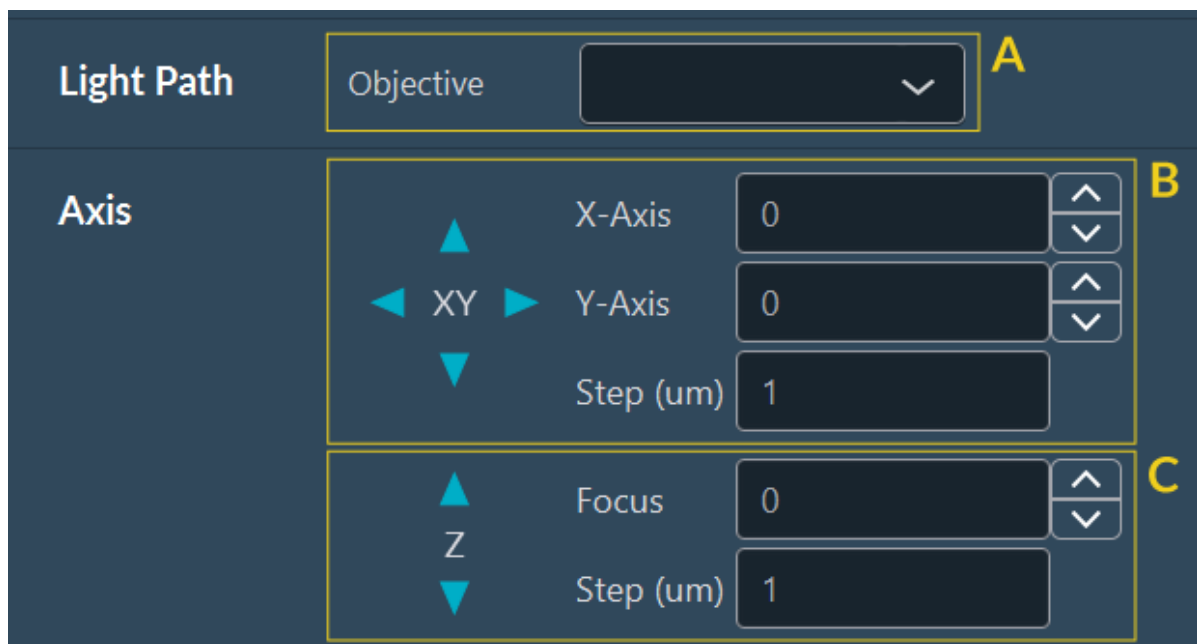 Light Path Objective A
Axis B
X-Axis 0
XY Y-Axis 0
Step (um) 1
C
Focus 0
Z
Step (um) 1